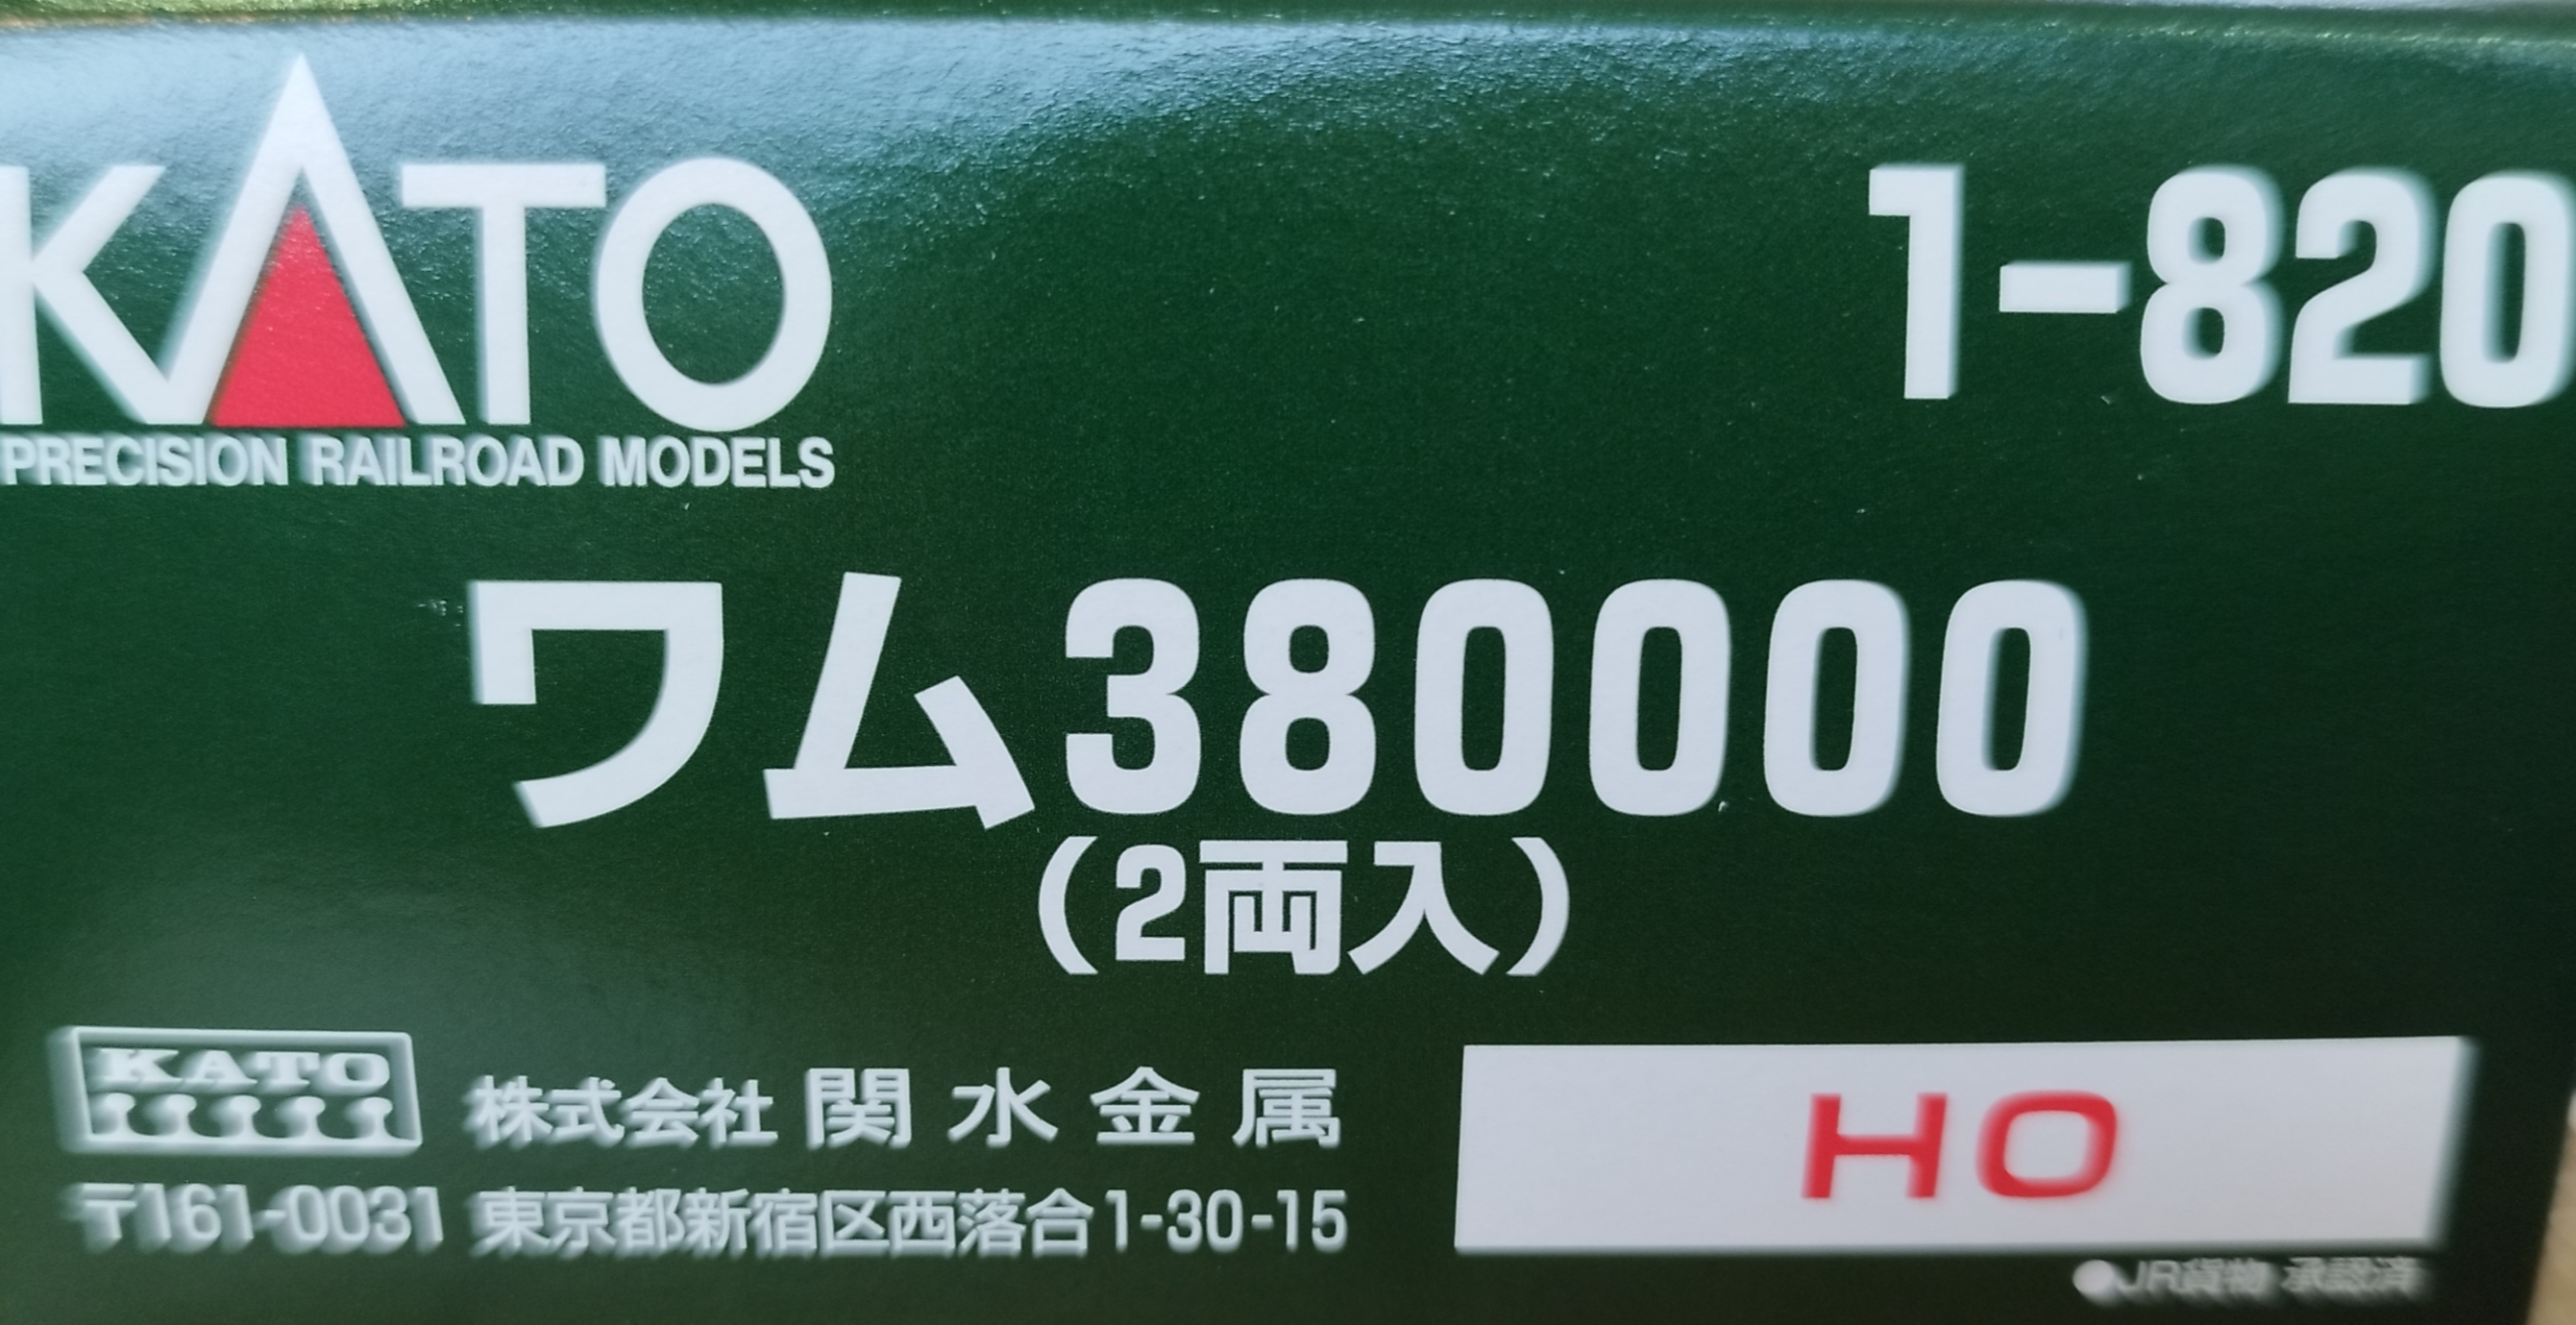 KATO 1-820
PRECISION RAILROAD MODELS
ワム380000
(2両入)
KATO 株式会社 関水金属
HO
〒161-0031 東京都新宿区西落合1-30-15
●JR貨物 承認済